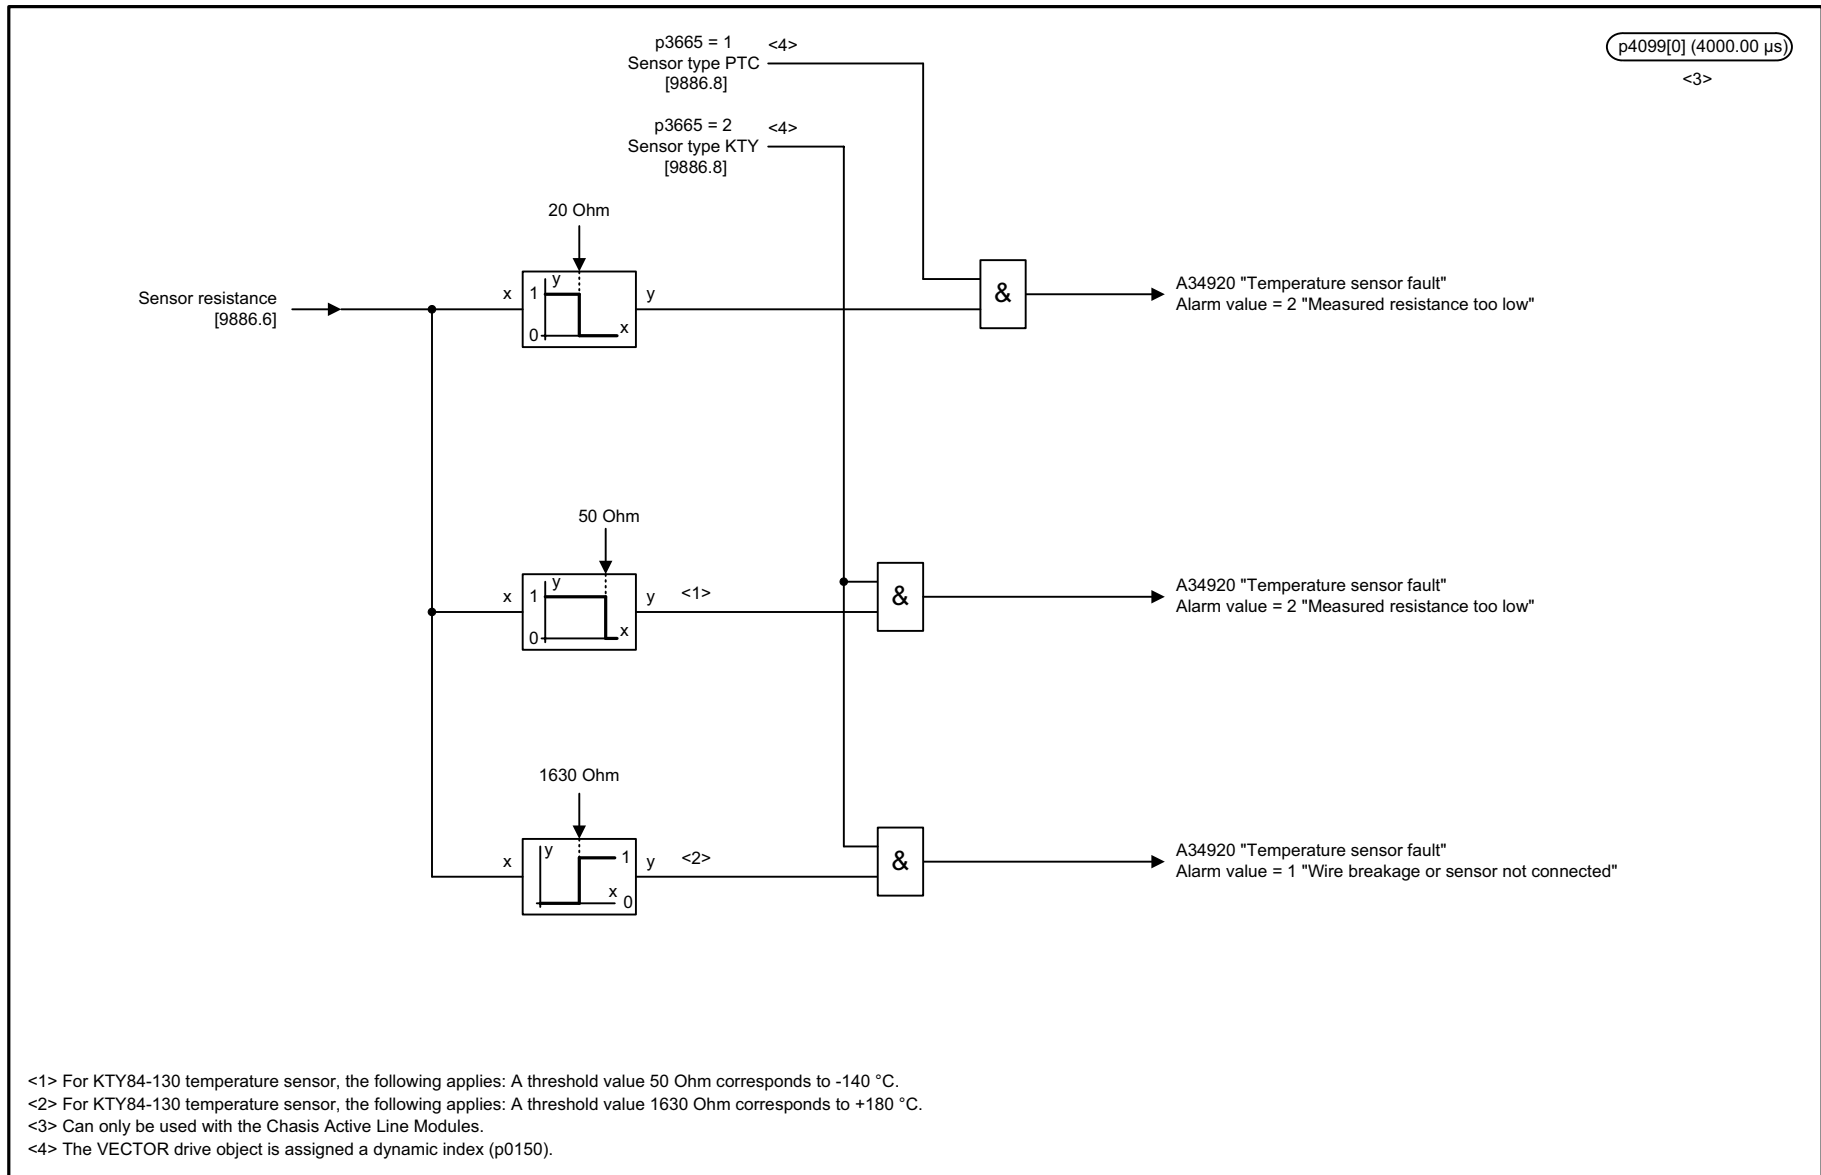 p3665 = 1 <4>
Sensor type PTC
[9886.8]
p4099[0] (4000.00 µs)
<3>
p3665 = 2 <4>
Sensor type KTY
[9886.8]
20 Ohm
Sensor resistance
[9886.6]
x
y
1
0
x
y
&
A34920 "Temperature sensor fault"
Alarm value = 2 "Measured resistance too low"
50 Ohm
x
y
1
0
x
y <1>
&
A34920 "Temperature sensor fault"
Alarm value = 2 "Measured resistance too low"
1630 Ohm
x
y
1
x
0
y <2>
&
A34920 "Temperature sensor fault"
Alarm value = 1 "Wire breakage or sensor not connected"
<1> For KTY84-130 temperature sensor, the following applies: A threshold value 50 Ohm corresponds to -140 °C.
<2> For KTY84-130 temperature sensor, the following applies: A threshold value 1630 Ohm corresponds to +180 °C.
<3> Can only be used with the Chasis Active Line Modules.
<4> The VECTOR drive object is assigned a dynamic index (p0150).